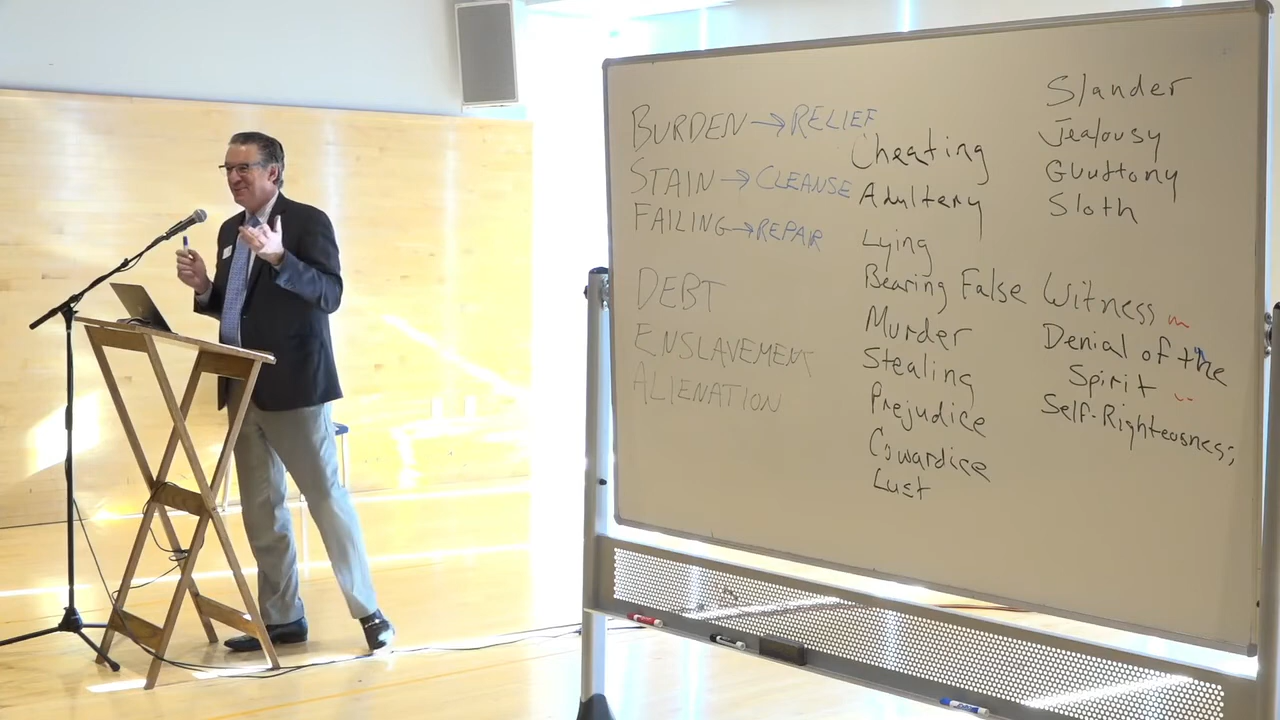 BURDEN → RELIEF
STAIN → CLEANSE
FAILING → REPAIR
DEBT
ENSLAVEMENT
ALIENATION
Cheating
Adultery
Lying
Bearing False Witness
Murder
Stealing
Prejudice
Cowardice
Lust
Slander
Jealousy
Gluttony
Sloth
Denial of the
Spirit
Self-Righteosness;